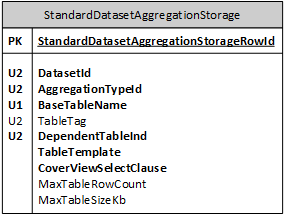 StandardDatasetAggregationStorage
PK StandardDatasetAggregationStorageRowId
U2 DatasetId
U2 AggregationTypeId
U1 BaseTableName
U2 TableTag
U2 DependentTableInd
TableTemplate
CoverViewSelectClause
MaxTableRowCount
MaxTableSizeKb